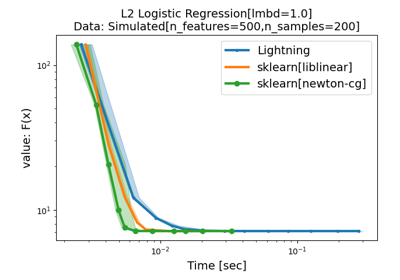 L2 Logistic Regression[lmbd=1.0]
Data: Simulated[n_features=500,n_samples=200]
Lightning
sklearn[liblinear]
sklearn[newton-cg]
value: F(x)
10²
10¹
10⁻² 10⁻¹
Time [sec]